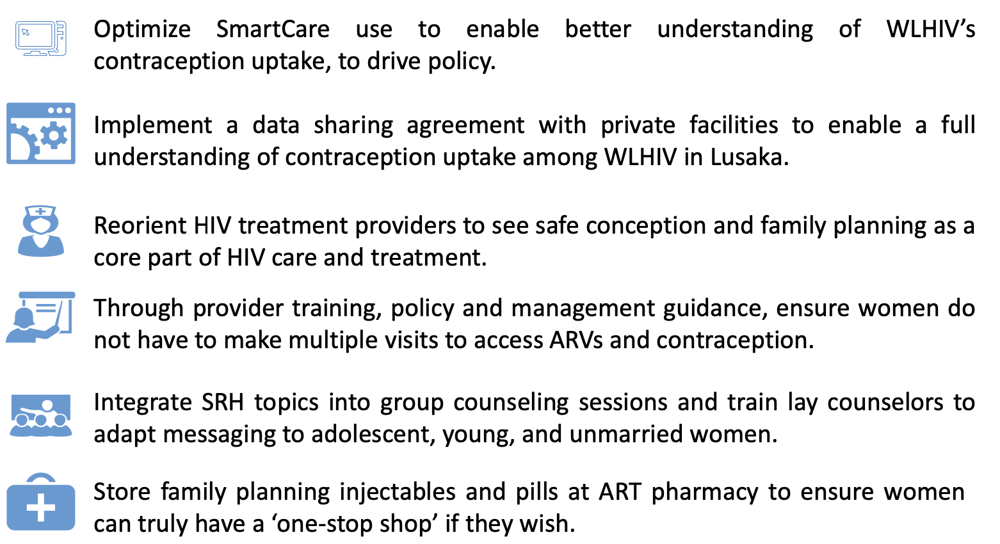 Optimize SmartCare use to enable better understanding of WLHIV’s
contraception uptake, to drive policy.
Implement a data sharing agreement with private facilities to enable a full
understanding of contraception uptake among WLHIV in Lusaka.
Reorient HIV treatment providers to see safe conception and family planning as a
core part of HIV care and treatment.
Through provider training, policy and management guidance, ensure women do
not have to make multiple visits to access ARVs and contraception.
Integrate SRH topics into group counseling sessions and train lay counselors to
adapt messaging to adolescent, young, and unmarried women.
Store family planning injectables and pills at ART pharmacy to ensure women
can truly have a ‘one-stop shop’ if they wish.